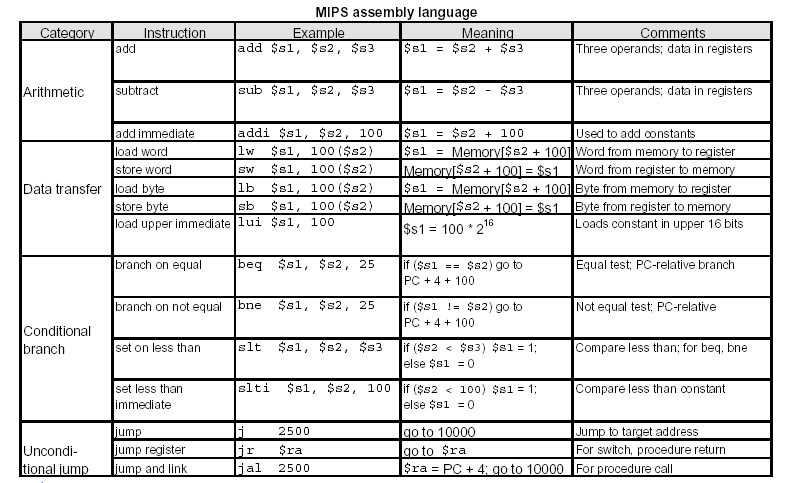 MIPS assembly language
Category Instruction Example Meaning Comments
Arithmetic
add add $s1, $s2, $s3 $s1 = $s2 + $s3 Three operands; data in registers
subtract sub $s1, $s2, $s3 $s1 = $s2 - $s3 Three operands; data in registers
add immediate addi $s1, $s2, 100 $s1 = $s2 + 100 Used to add constants
Data transfer
load word lw $s1, 100($s2) $s1 = Memory[$s2 + 100] Word from memory to register
store word sw $s1, 100($s2) Memory[$s2 + 100] = $s1 Word from register to memory
load byte lb $s1, 100($s2) $s1 = Memory[$s2 + 100] Byte from memory to register
store byte sb $s1, 100($s2) Memory[$s2 + 100] = $s1 Byte from register to memory
load upper immediate lui $s1, 100 $s1 = 100 * 2^16 Loads constant in upper 16 bits
Conditional
branch
branch on equal beq $s1, $s2, 25 if ($s1 == $s2) go to Equal test; PC-relative branch
PC + 4 + 100
branch on not equal bne $s1, $s2, 25 if ($s1 != $s2) go to Not equal test; PC-relative
PC + 4 + 100
set on less than slt $s1, $s2, $s3 if ($s2 < $s3) $s1 = 1; Compare less than; for beq, bne
else $s1 = 0
set less than slti $s1, $s2, 100 if ($s2 < 100) $s1 = 1; Compare less than constant
immediate else $s1 = 0
Uncondi-
tional jump
jump j 2500 go to 10000 Jump to target address
jump register jr $ra go to $ra For switch, procedure return
jump and link jal 2500 $ra = PC + 4; go to 10000 For procedure call